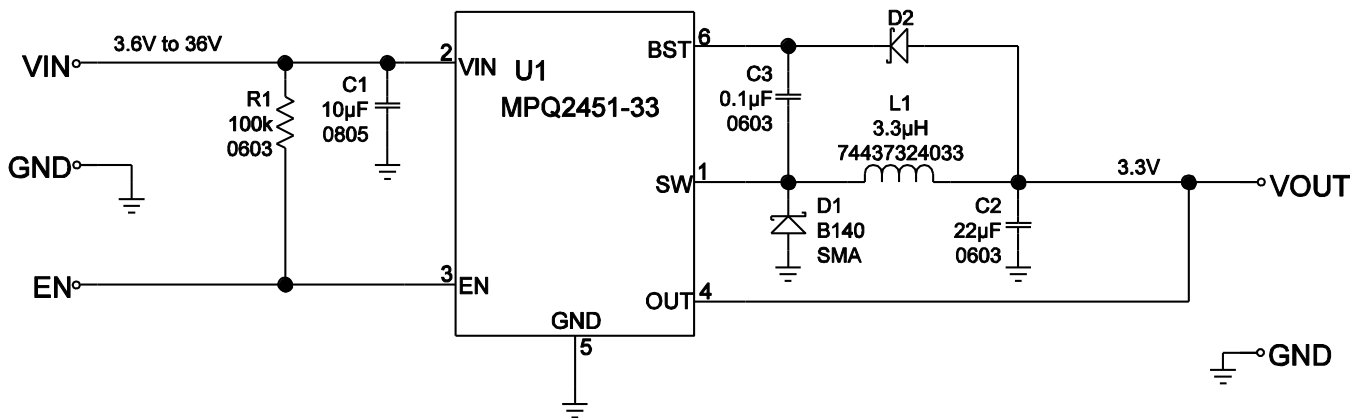 VIN
3.6V to 36V
R1
100k
0603
C1
10µF
0805
GND
EN
2
VIN
U1
MPQ2451-33
3
EN
GND
5
BST
6
SW
1
OUT
4
D2
C3
0.1µF
0603
L1
3.3µH
74437324033
D1
B140
SMA
C2
22µF
0603
3.3V
VOUT
GND